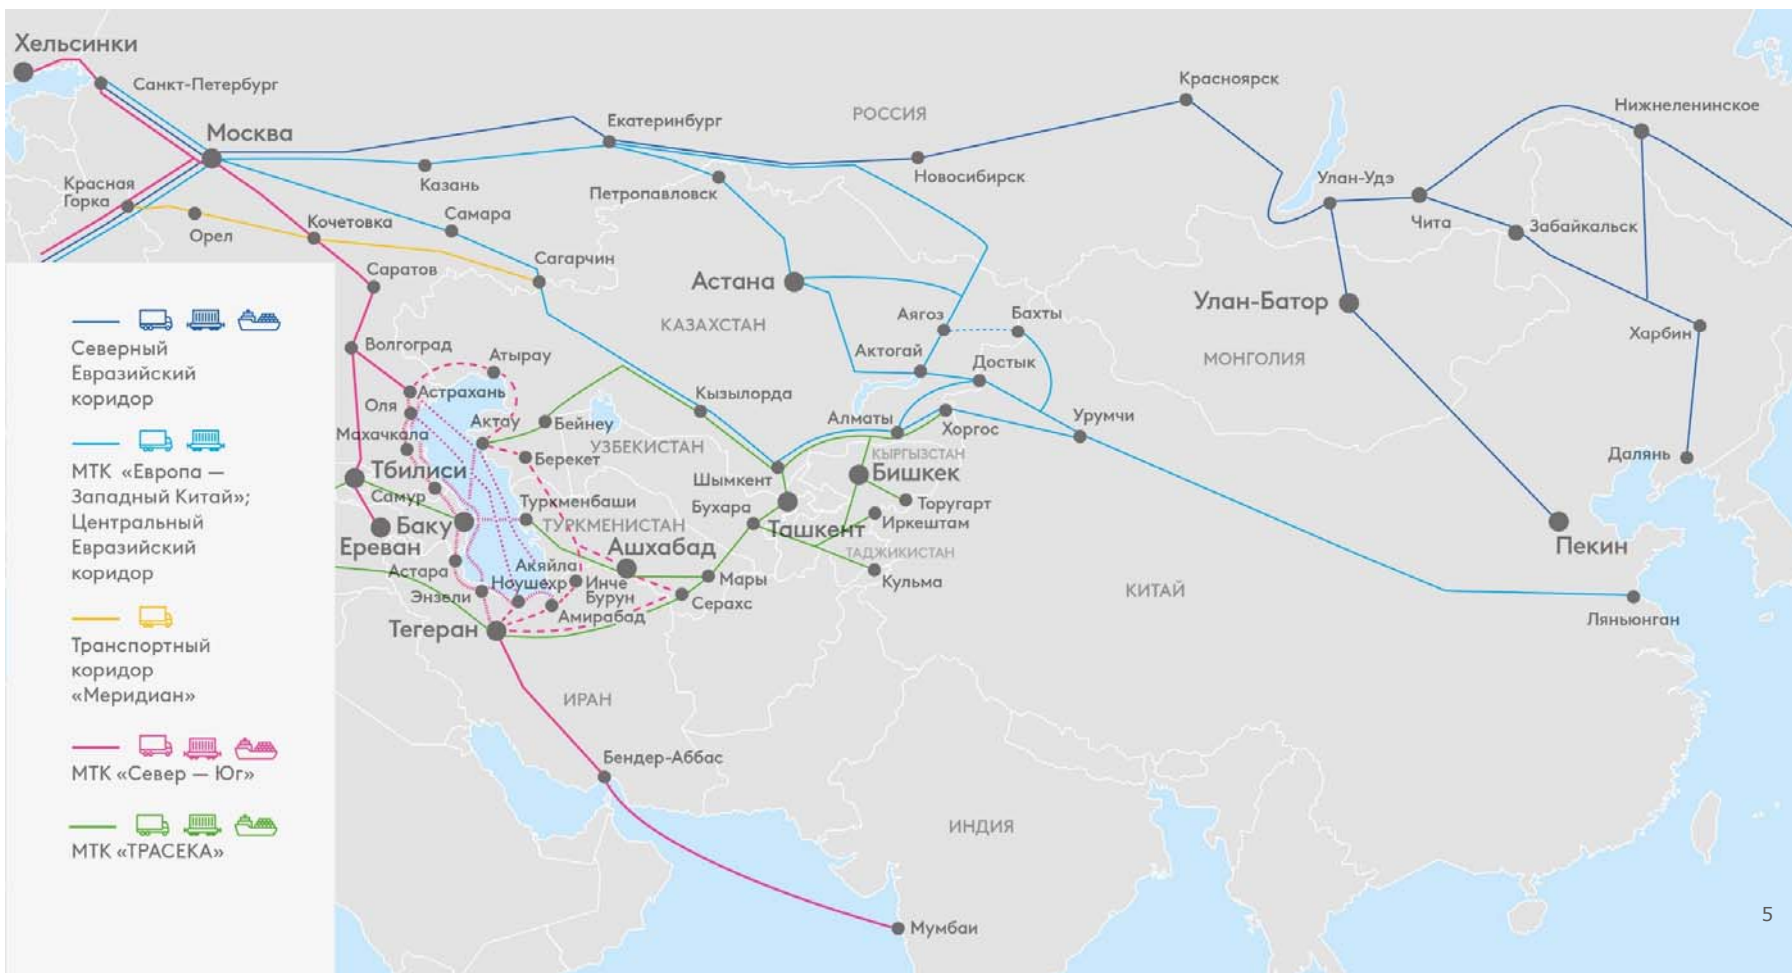 Хельсинки
Санкт-Петербург
Москва
Красная
Горка
Орел
Казань
Самара
Кочетовка
Саратов
Сагарчин
Екатеринбург
Петропавловск
РОССИЯ
Новосибирск
Красноярск
Нижнеленинское
Улан-Удэ
Чита
Забайкальск
Астана
КАЗАХСТАН
Аягоз
Бахты
Актогай
Достык
Улан-Батор
МОНГОЛИЯ
Харбин
Волгоград
Атырау
Астрахань
Оля
Актау
Бейнеу
Кызылорда
Алматы
Хоргос
Урумчи
Махачкала
УЗБЕКИСТАН
Берекет
КЫРГЫЗСТАН
Тбилиси
Бишкек
Далянь
Самур
Туркменбаши
Шымкент
Торугарт
Бухара
Иркештам
Баку
ТУРКМЕНИСТАН
Ташкент
Ереван
Ашхабад
ТАДЖИКИСТАН
Пекин
Астара
Акяйла
Ноушехр
Инче
Бурун
Мары
Кульма
Энзели
Амирабад
Серахс
КИТАЙ
Тегеран
Ляньюнган
ИРАН
Бендер-Аббас
ИНДИЯ
Мумбаи
Северный
Евразийский
коридор
МТК «Европа —
Западный Китай»;
Центральный
Евразийский
коридор
Транспортный
коридор
«Меридиан»
МТК «Север — Юг»
МТК «ТРАСЕКА»
5